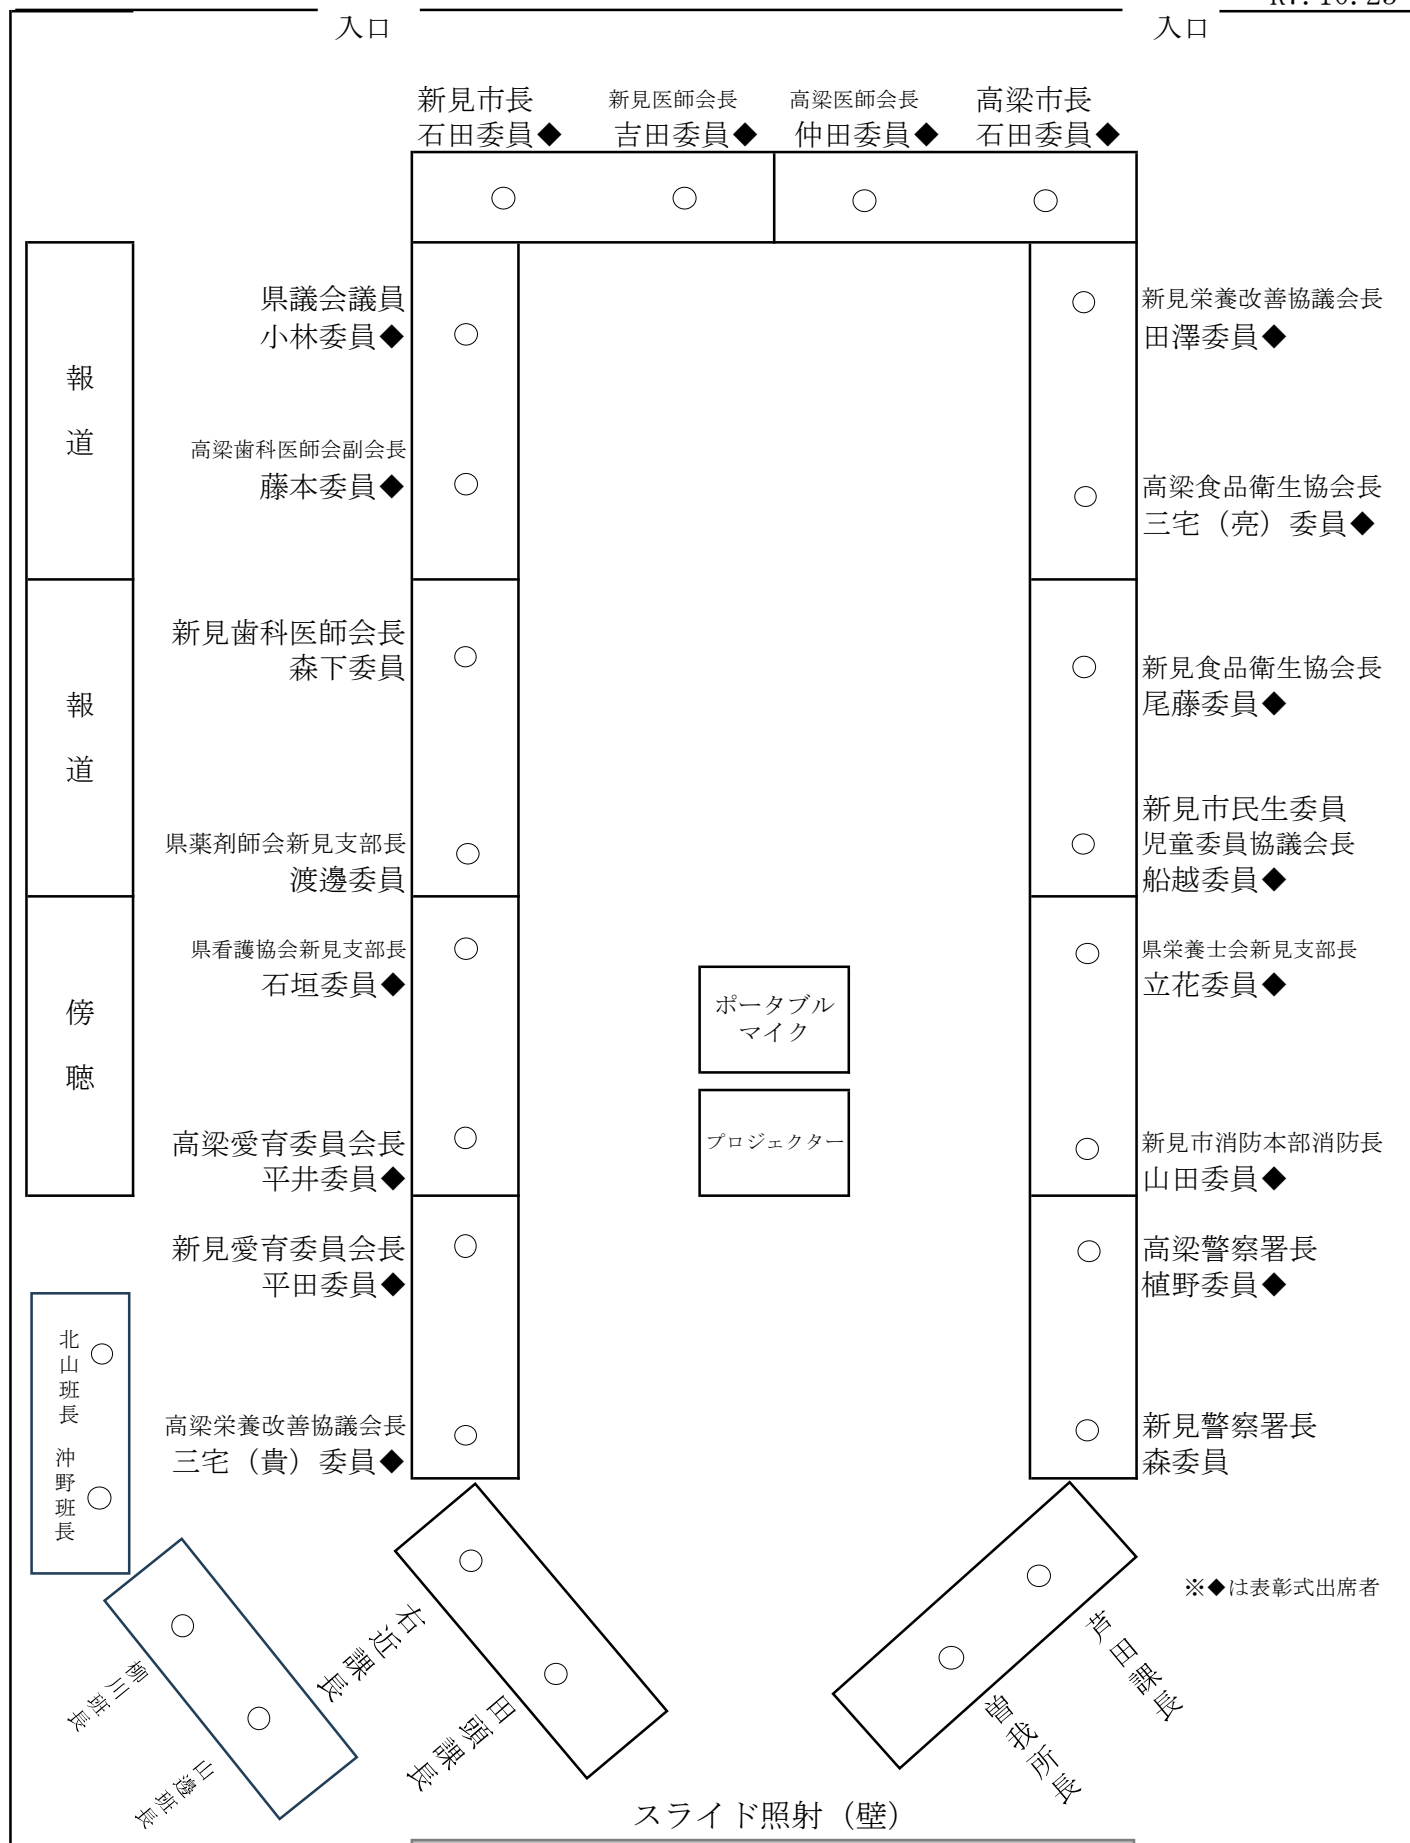 入口
入口
新見市長
石田委員◆
新見医師会長
吉田委員◆
高梁医師会長
仲田委員◆
高梁市長
石田委員◆
報道
報道
傍聴
県議会議員
小林委員◆
高梁歯科医師会副会長
藤本委員◆
新見歯科医師会長
森下委員
県薬剤師会新見支部長
渡邊委員
県看護協会新見支部長
石垣委員◆
高梁愛育委員会長
平井委員◆
新見愛育委員会長
平田委員◆
高梁栄養改善協議会長
三宅（貴）委員◆
新見栄養改善協議会長
田澤委員◆
高梁食品衛生協会長
三宅（亮）委員◆
新見食品衛生協会長
尾藤委員◆
新見市民生委員
児童委員協議会長
船越委員◆
県栄養士会新見支部長
立花委員◆
新見市消防本部消防長
山田委員◆
高梁警察署長
植野委員◆
新見警察署長
森委員
ポータブル
マイク
プロジェクター
北山班長
沖野班長
柳川班長
山邊班長
右近課長
田頭課長
曽我所長
芦田課長
※◆は表彰式出席者
スライド照射（壁）